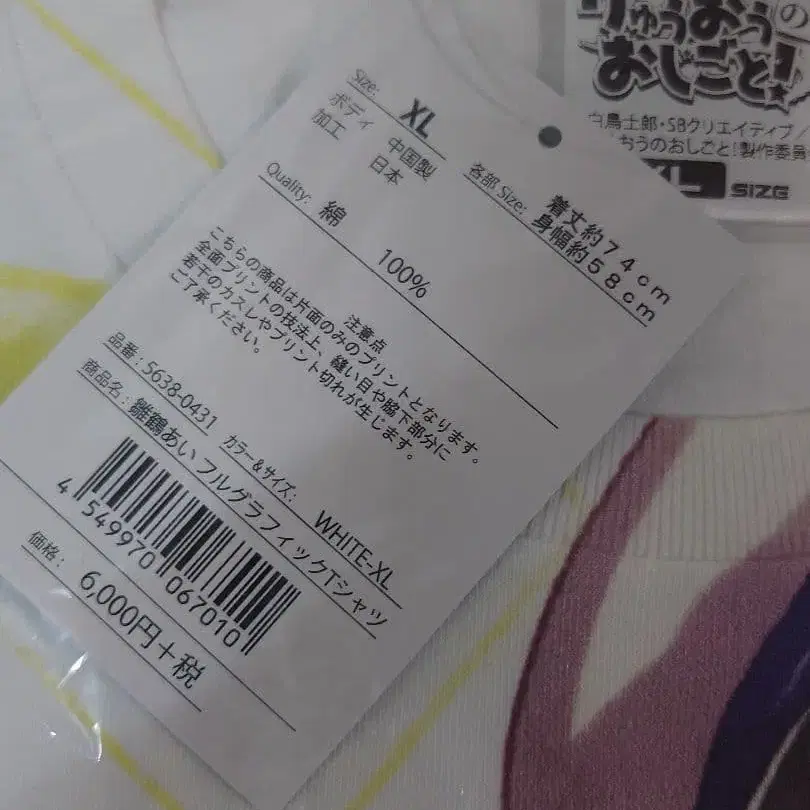 Size: XL
ボディ 中国製
加工 日本
各部 Size: 着丈約74cm
身幅約58cm
Quality: 綿 100%
注意点
こちらの商品は片面のみのプリントとなります。
全面プリントの技法上、縫い目や脇下部分に
若干のカスレやプリント切れが生じます。
ご了承ください。
品番: 5638-0431
カラー&サイズ: WHITE-XL
商品名: 雛鶴あい フルグラフィックTシャツ
4 549970 067010
価格: 6,000円+税
りゅうおうの
おしごと!
白鳥士郎・SBクリエイティブ/
おうのおしごと!製作委員
XL SIZE